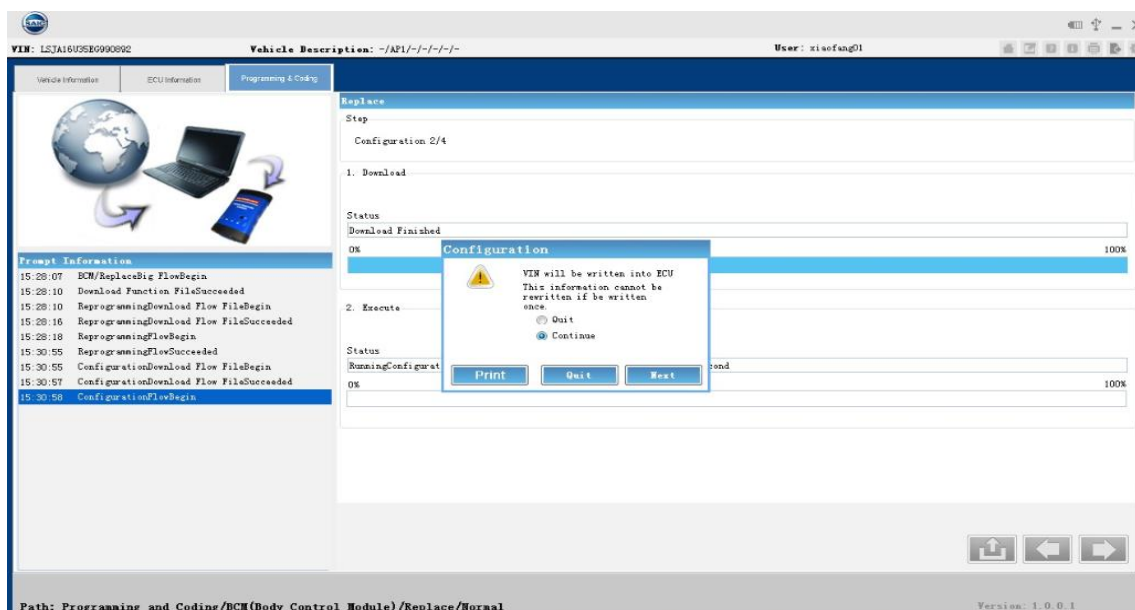 SAIC
VIN: LSJA16U35EG990892 Vehicle Description: -/AP1/-/-/-/-/- User: xiaofang01
Vehicle Information ECU Information Programming & Coding
Replace
Step
Configuration 2/4
1. Download
Status
Download Finished
0% 100%
Configuration
VIN will be written into ECU
This information cannot be
rewritten if be written
once.
Quit
Continue
Print Quit Next
2. Execute
Status
RunningConfigurat ond
0% 100%
Prompt Information
15:28:07 BCM/ReplaceBig FlowBegin
15:28:10 Download Function FileSucceeded
15:28:10 ReprogrammingDownload Flow FileBegin
15:28:16 ReprogrammingDownload Flow FileSucceeded
15:28:18 ReprogrammingFlowBegin
15:30:55 ReprogrammingFlowSucceeded
15:30:55 ConfigurationDownload Flow FileBegin
15:30:57 ConfigurationDownload Flow FileSucceeded
15:30:58 ConfigurationFlowBegin
Path: Programming and Coding/BCM(Body Control Module)/Replace/Normal Version: 1.0.0.1